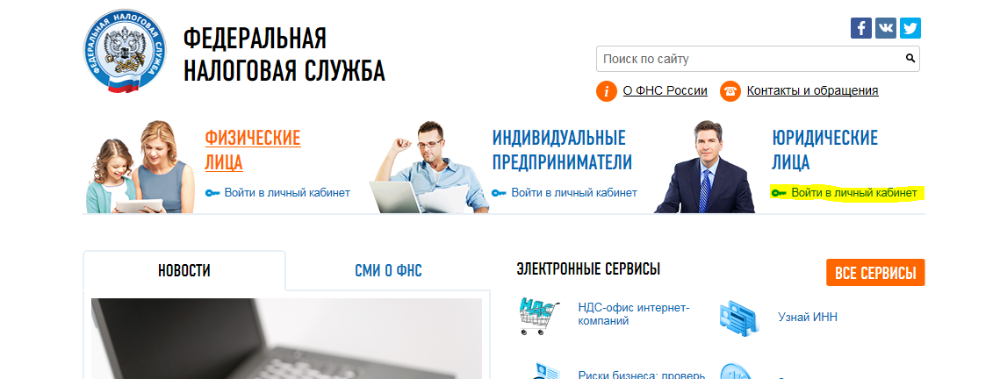 ФЕДЕРАЛЬНАЯ НАЛОГОВАЯ СЛУЖБА
ФЕДЕРАЛЬНАЯ
НАЛОГОВАЯ СЛУЖБА
Поиск по сайту
О ФНС России
Контакты и обращения
ФИЗИЧЕСКИЕ
ЛИЦА
Войти в личный кабинет
ИНДИВИДУАЛЬНЫЕ
ПРЕДПРИНИМАТЕЛИ
Войти в личный кабинет
ЮРИДИЧЕСКИЕ
ЛИЦА
Войти в личный кабинет
НОВОСТИ
СМИ О ФНС
ЭЛЕКТРОННЫЕ СЕРВИСЫ
ВСЕ СЕРВИСЫ
НДС
НДС-офис интернет-
компаний
Узнай ИНН
Риски бизнеса: проверь